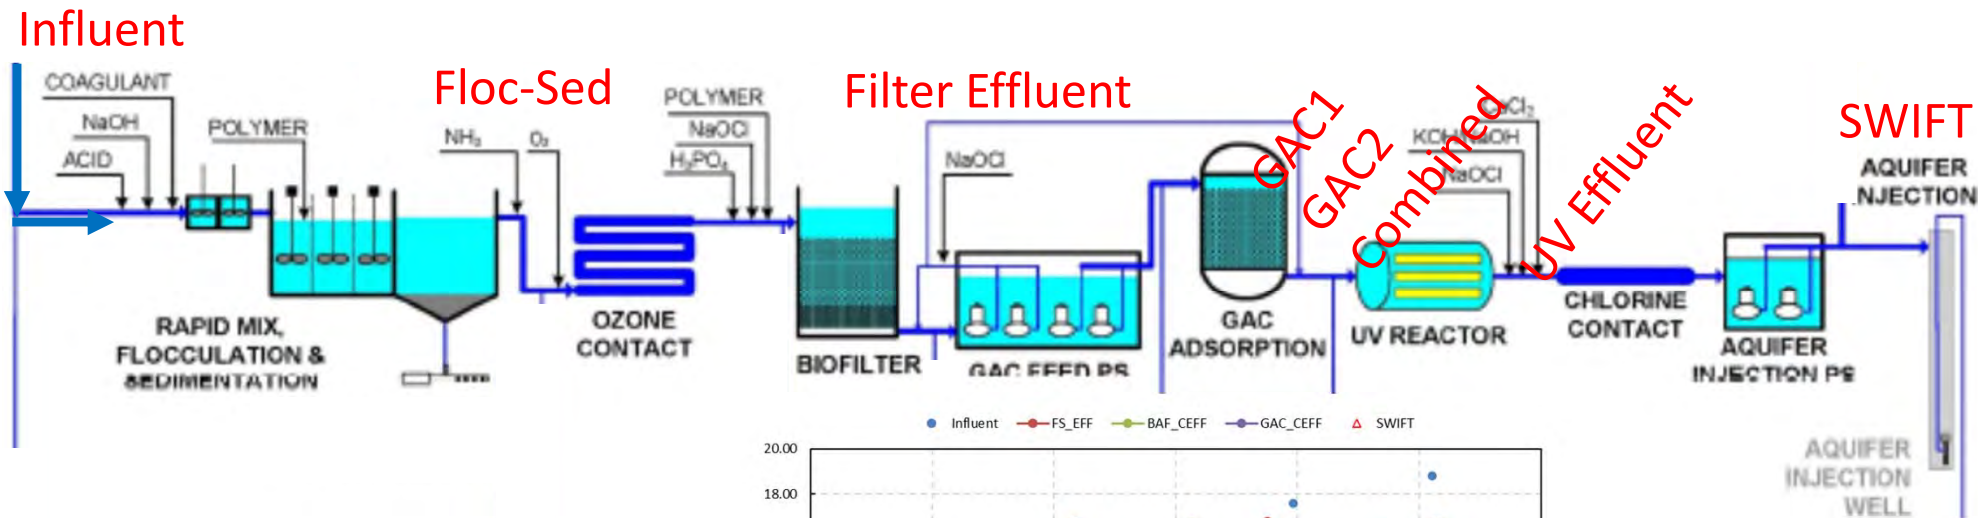 Influent
COAGULANT
NaOH
ACID
POLYMER
Floc-Sed
NH₃
O₃
POLYMER
NaOCl
H₃PO₄
Filter Effluent
NaOCl
GAC1
GAC2
Combined
CaCl₂
KOH/NaOH
NaOCl
UV Effluent
SWIFT
AQUIFER
INJECTION
RAPID MIX,
FLOCCULATION &
SEDIMENTATION
OZONE
CONTACT
BIOFILTER
GAC FEED PS
GAC
ADSORPTION
UV REACTOR
CHLORINE
CONTACT
AQUIFER
INJECTION PS
AQUIFER
INJECTION
WELL
Influent FS_EFF BAF_CEFF GAC_CEFF SWIFT
20.00
18.00